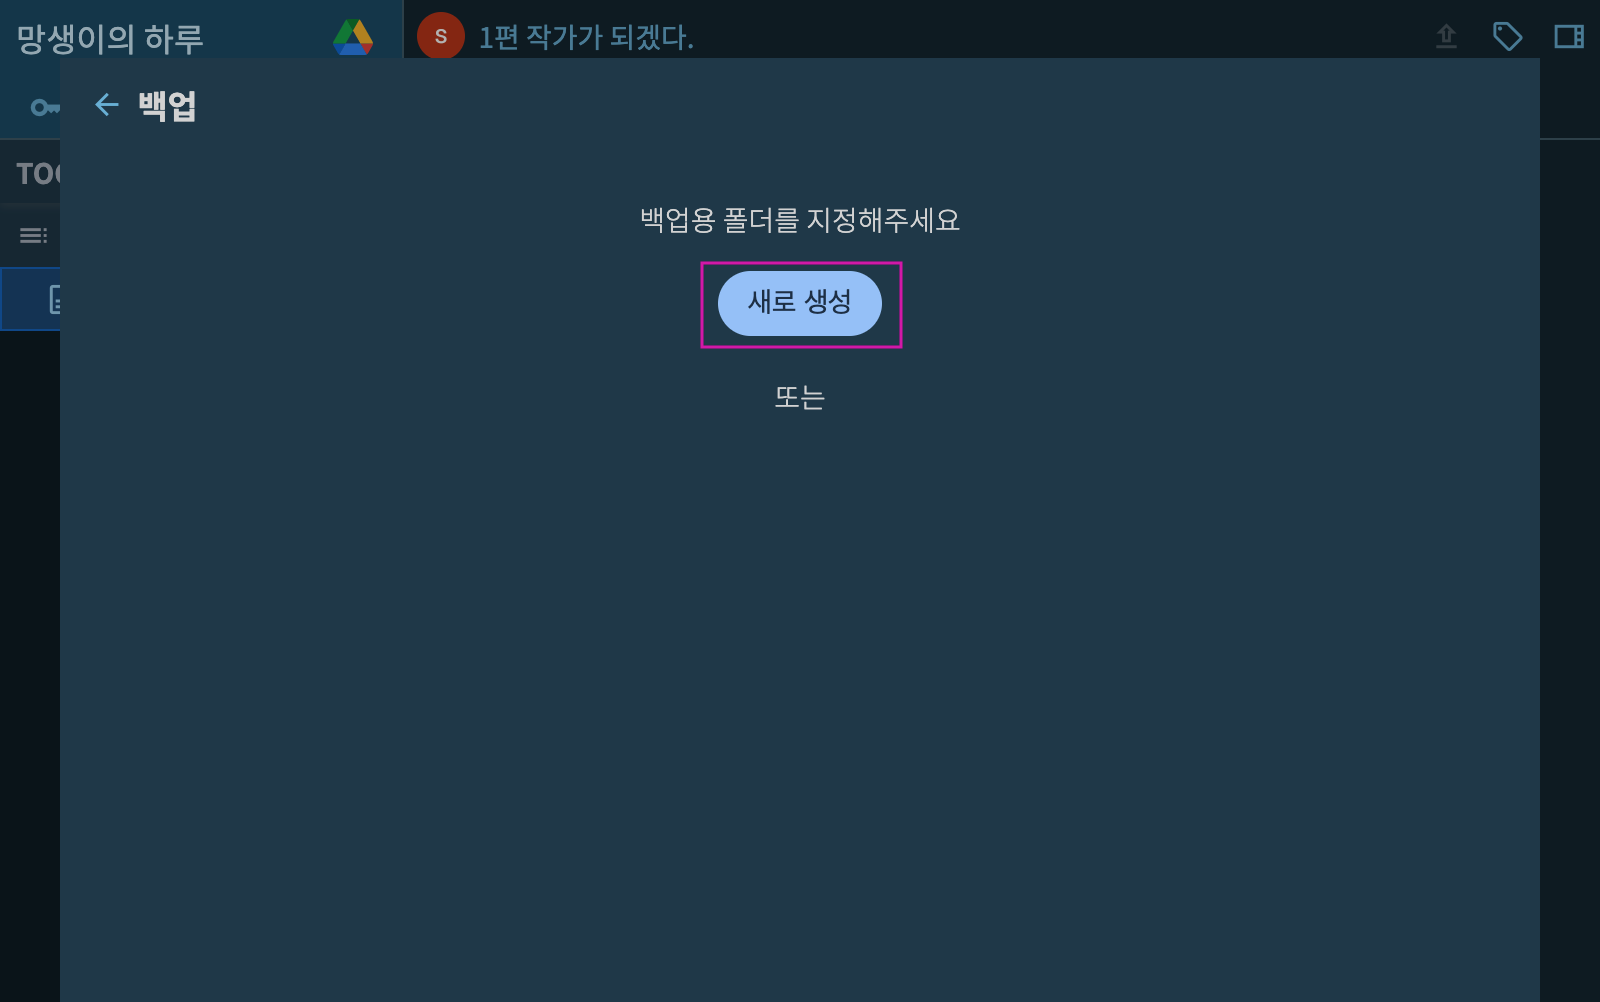 망생이의 하루
S
1편 작가가 되겠다.
백업
백업용 폴더를 지정해주세요
새로 생성
또는